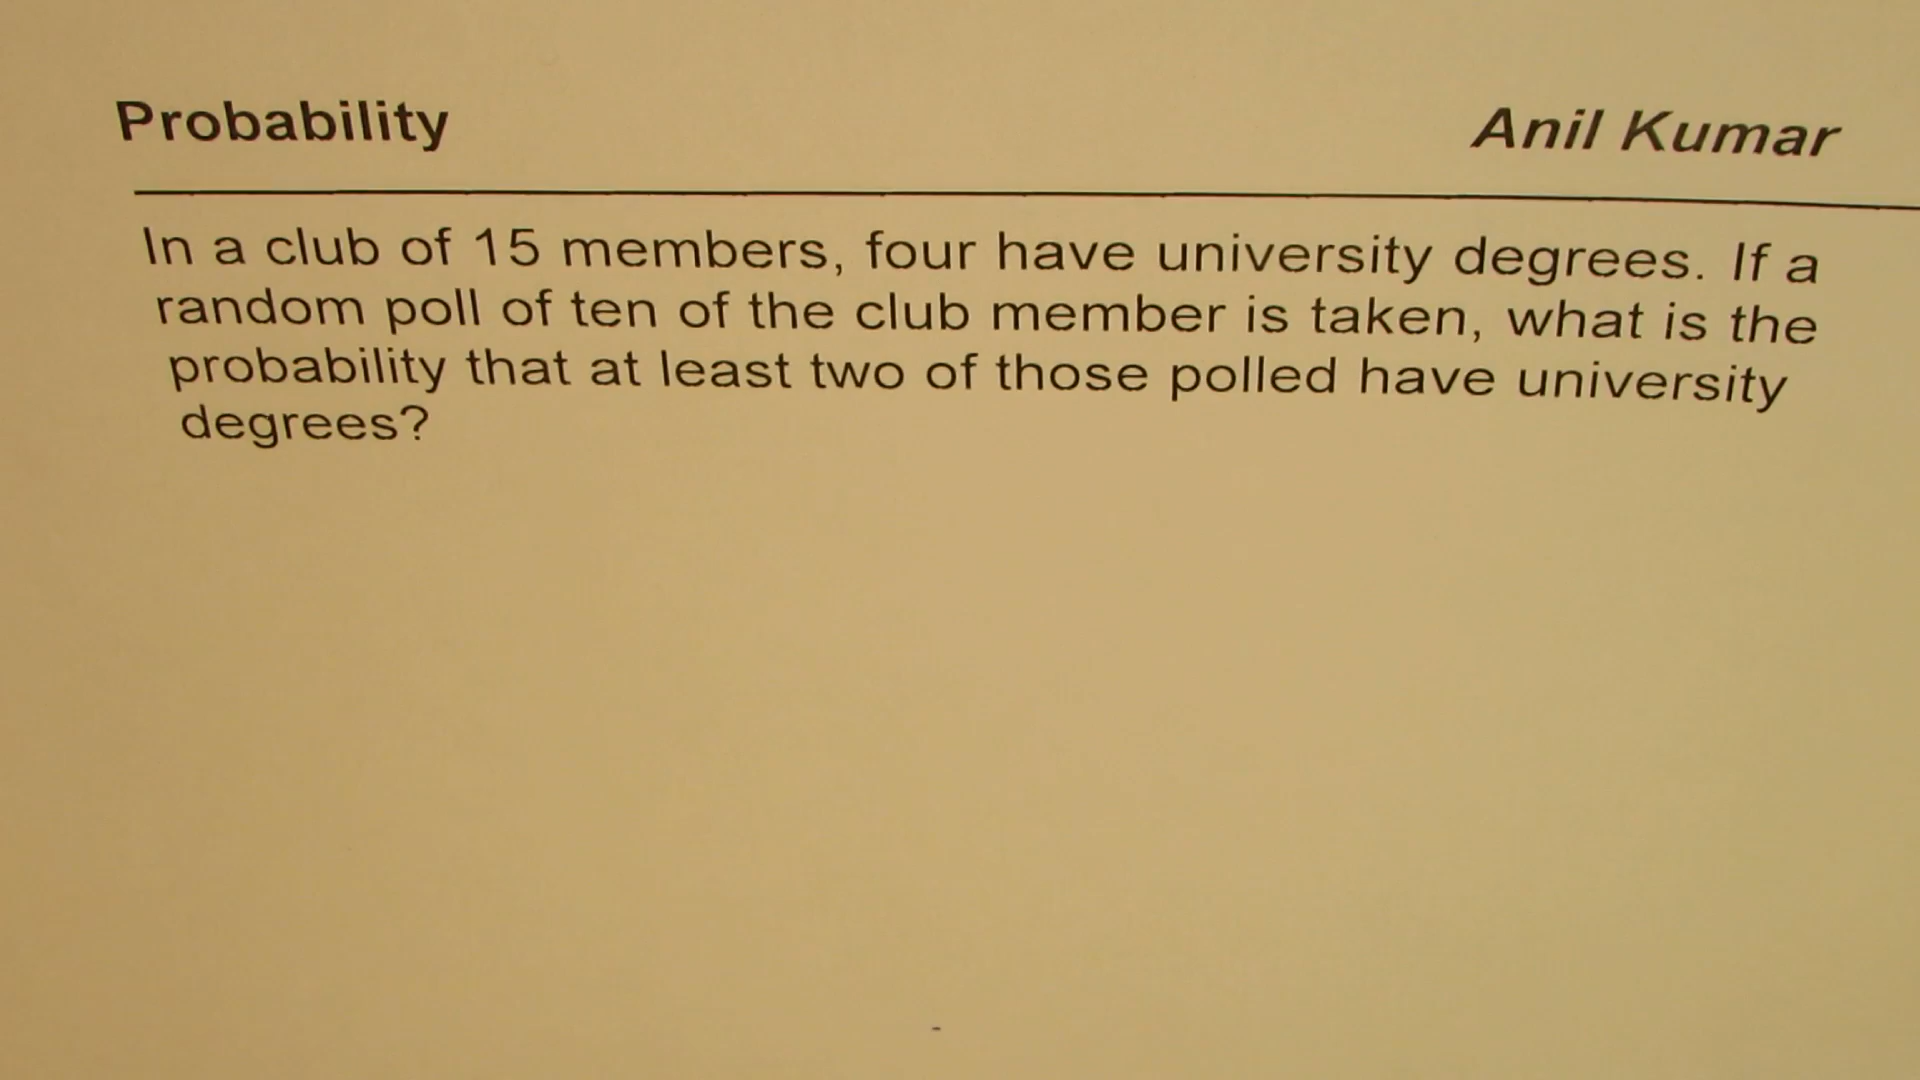 Probability
Anil Kumar
In a club of 15 members, four have university degrees. If a
random poll of ten of the club member is taken, what is the
probability that at least two of those polled have university
degrees?